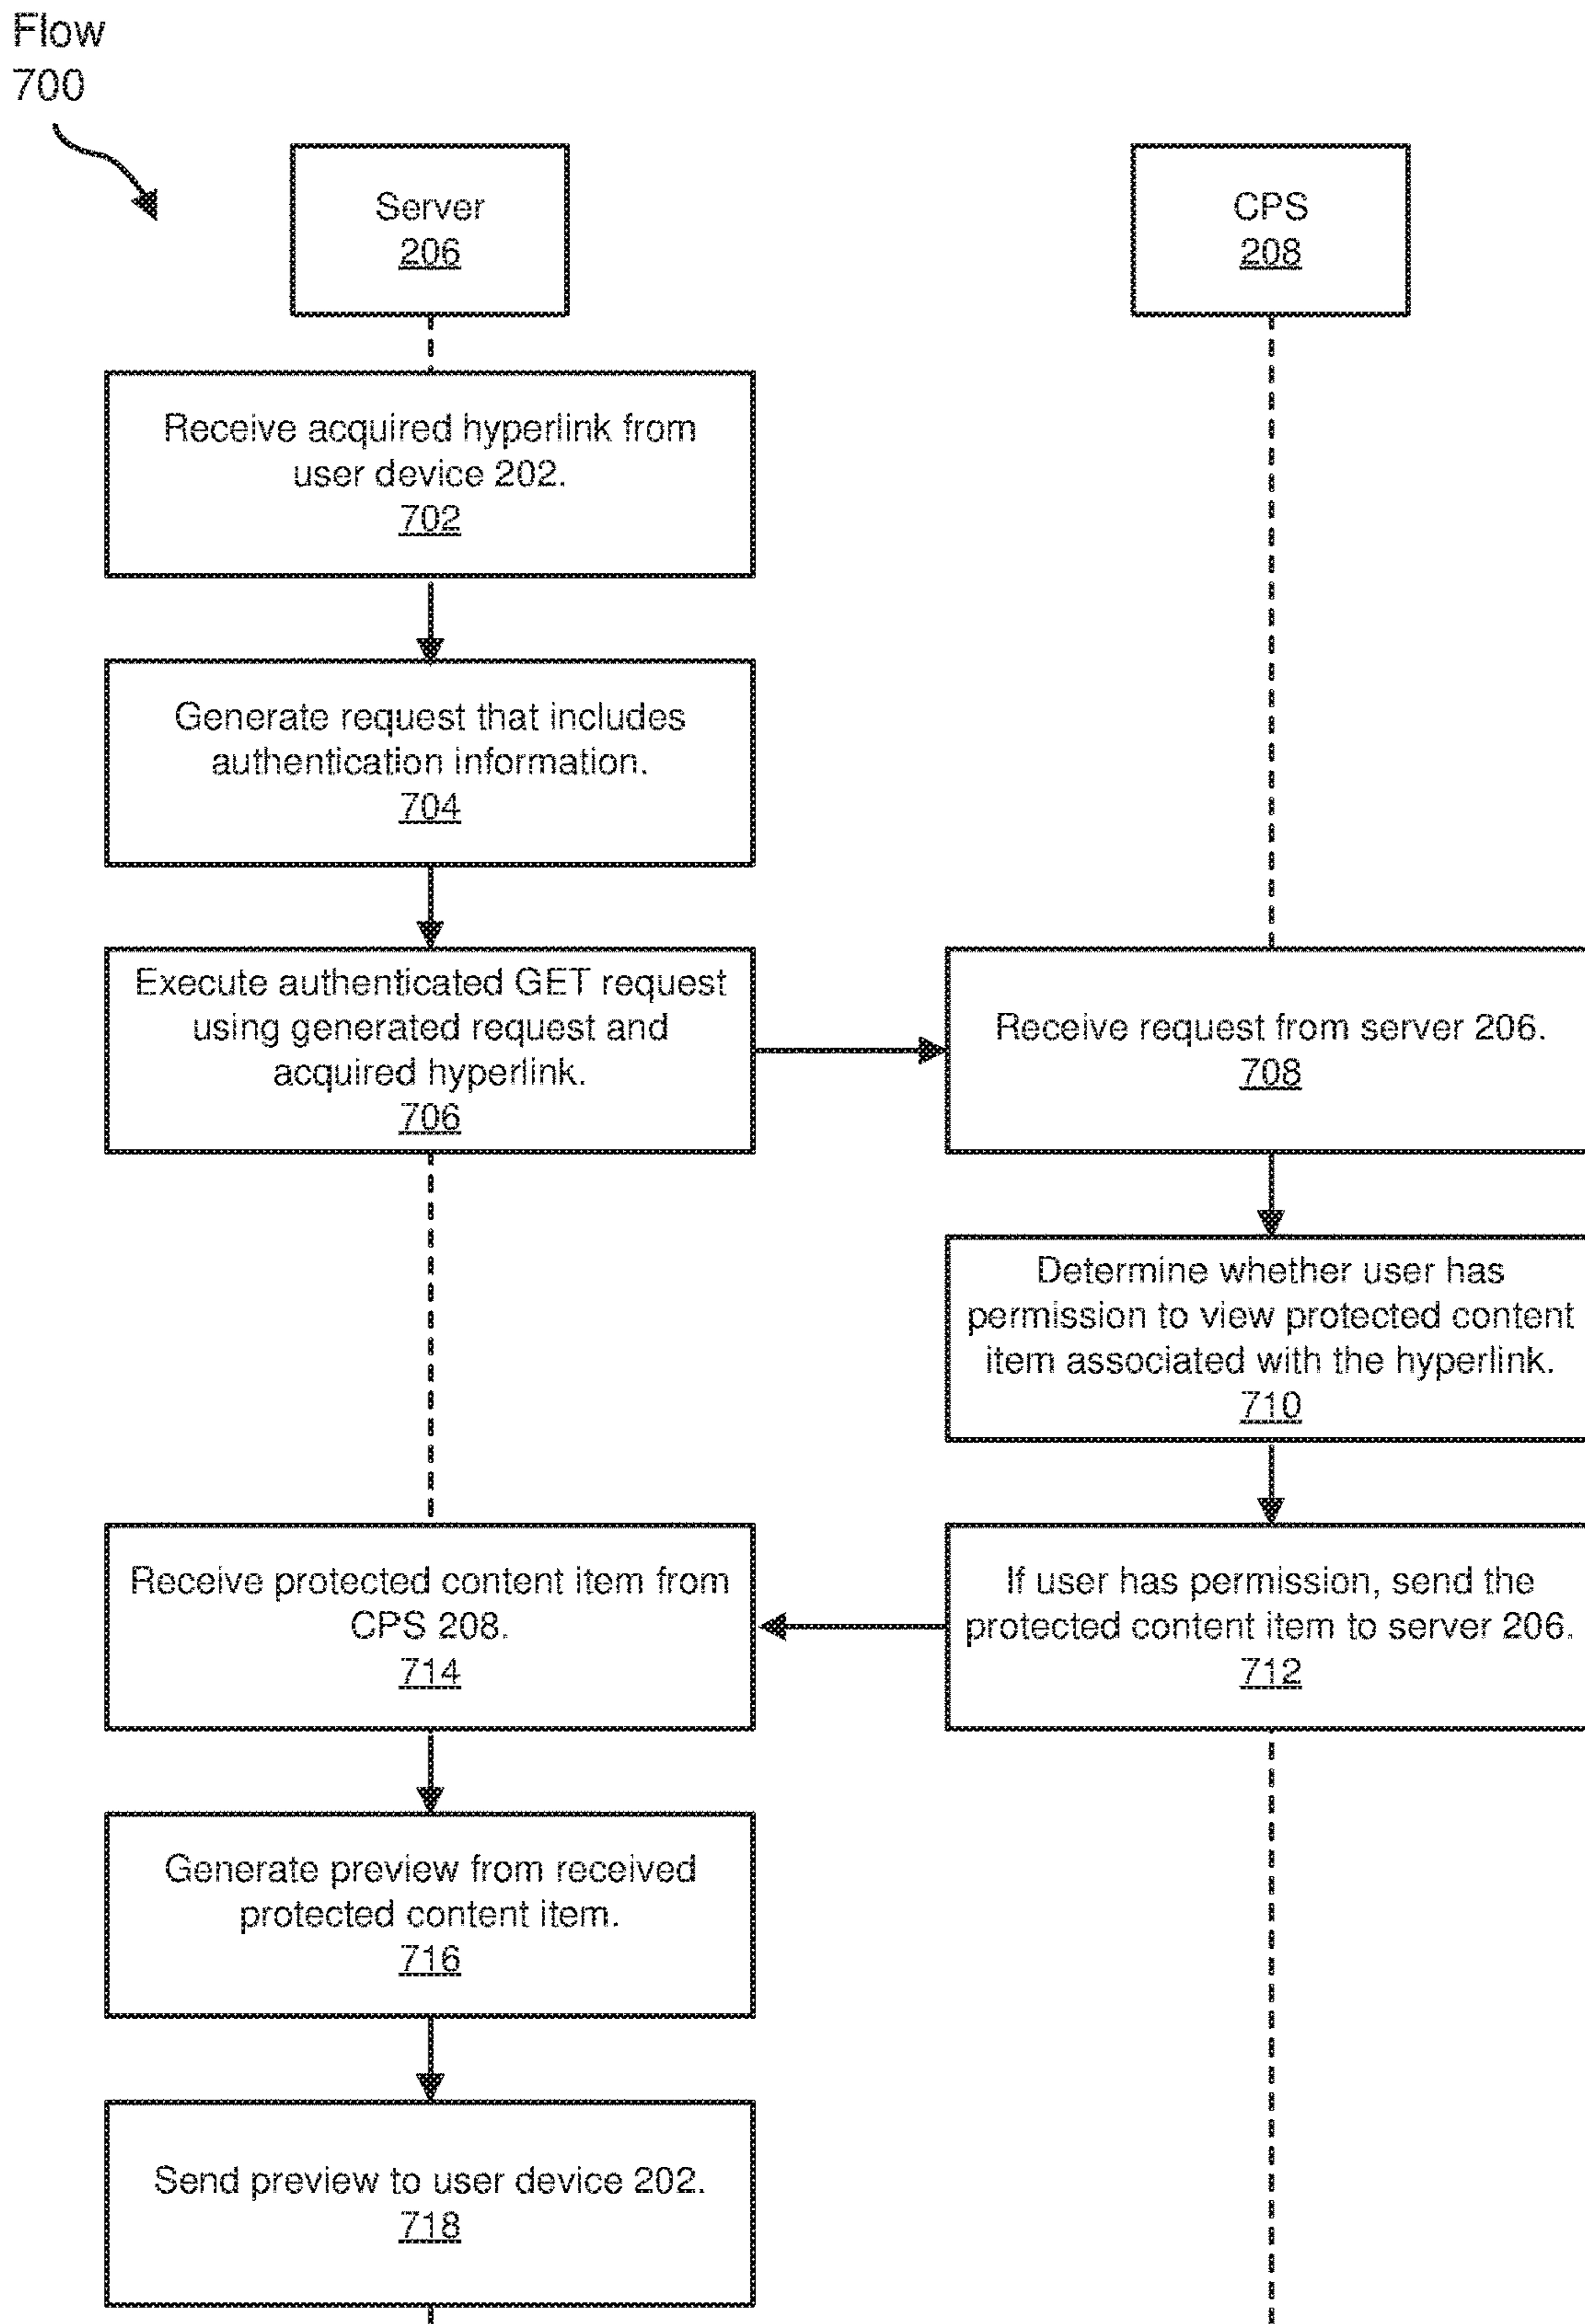 Flow
700
Server
206
CPS
208
Receive acquired hyperlink from
user device 202.
702
Generate request that includes
authentication information.
704
Execute authenticated GET request
using generated request and
acquired hyperlink.
706
Receive request from server 206.
708
Determine whether user has
permission to view protected content
item associated with the hyperlink.
710
If user has permission, send the
protected content item to server 206.
712
Receive protected content item from
CPS 208.
714
Generate preview from received
protected content item.
716
Send preview to user device 202.
718